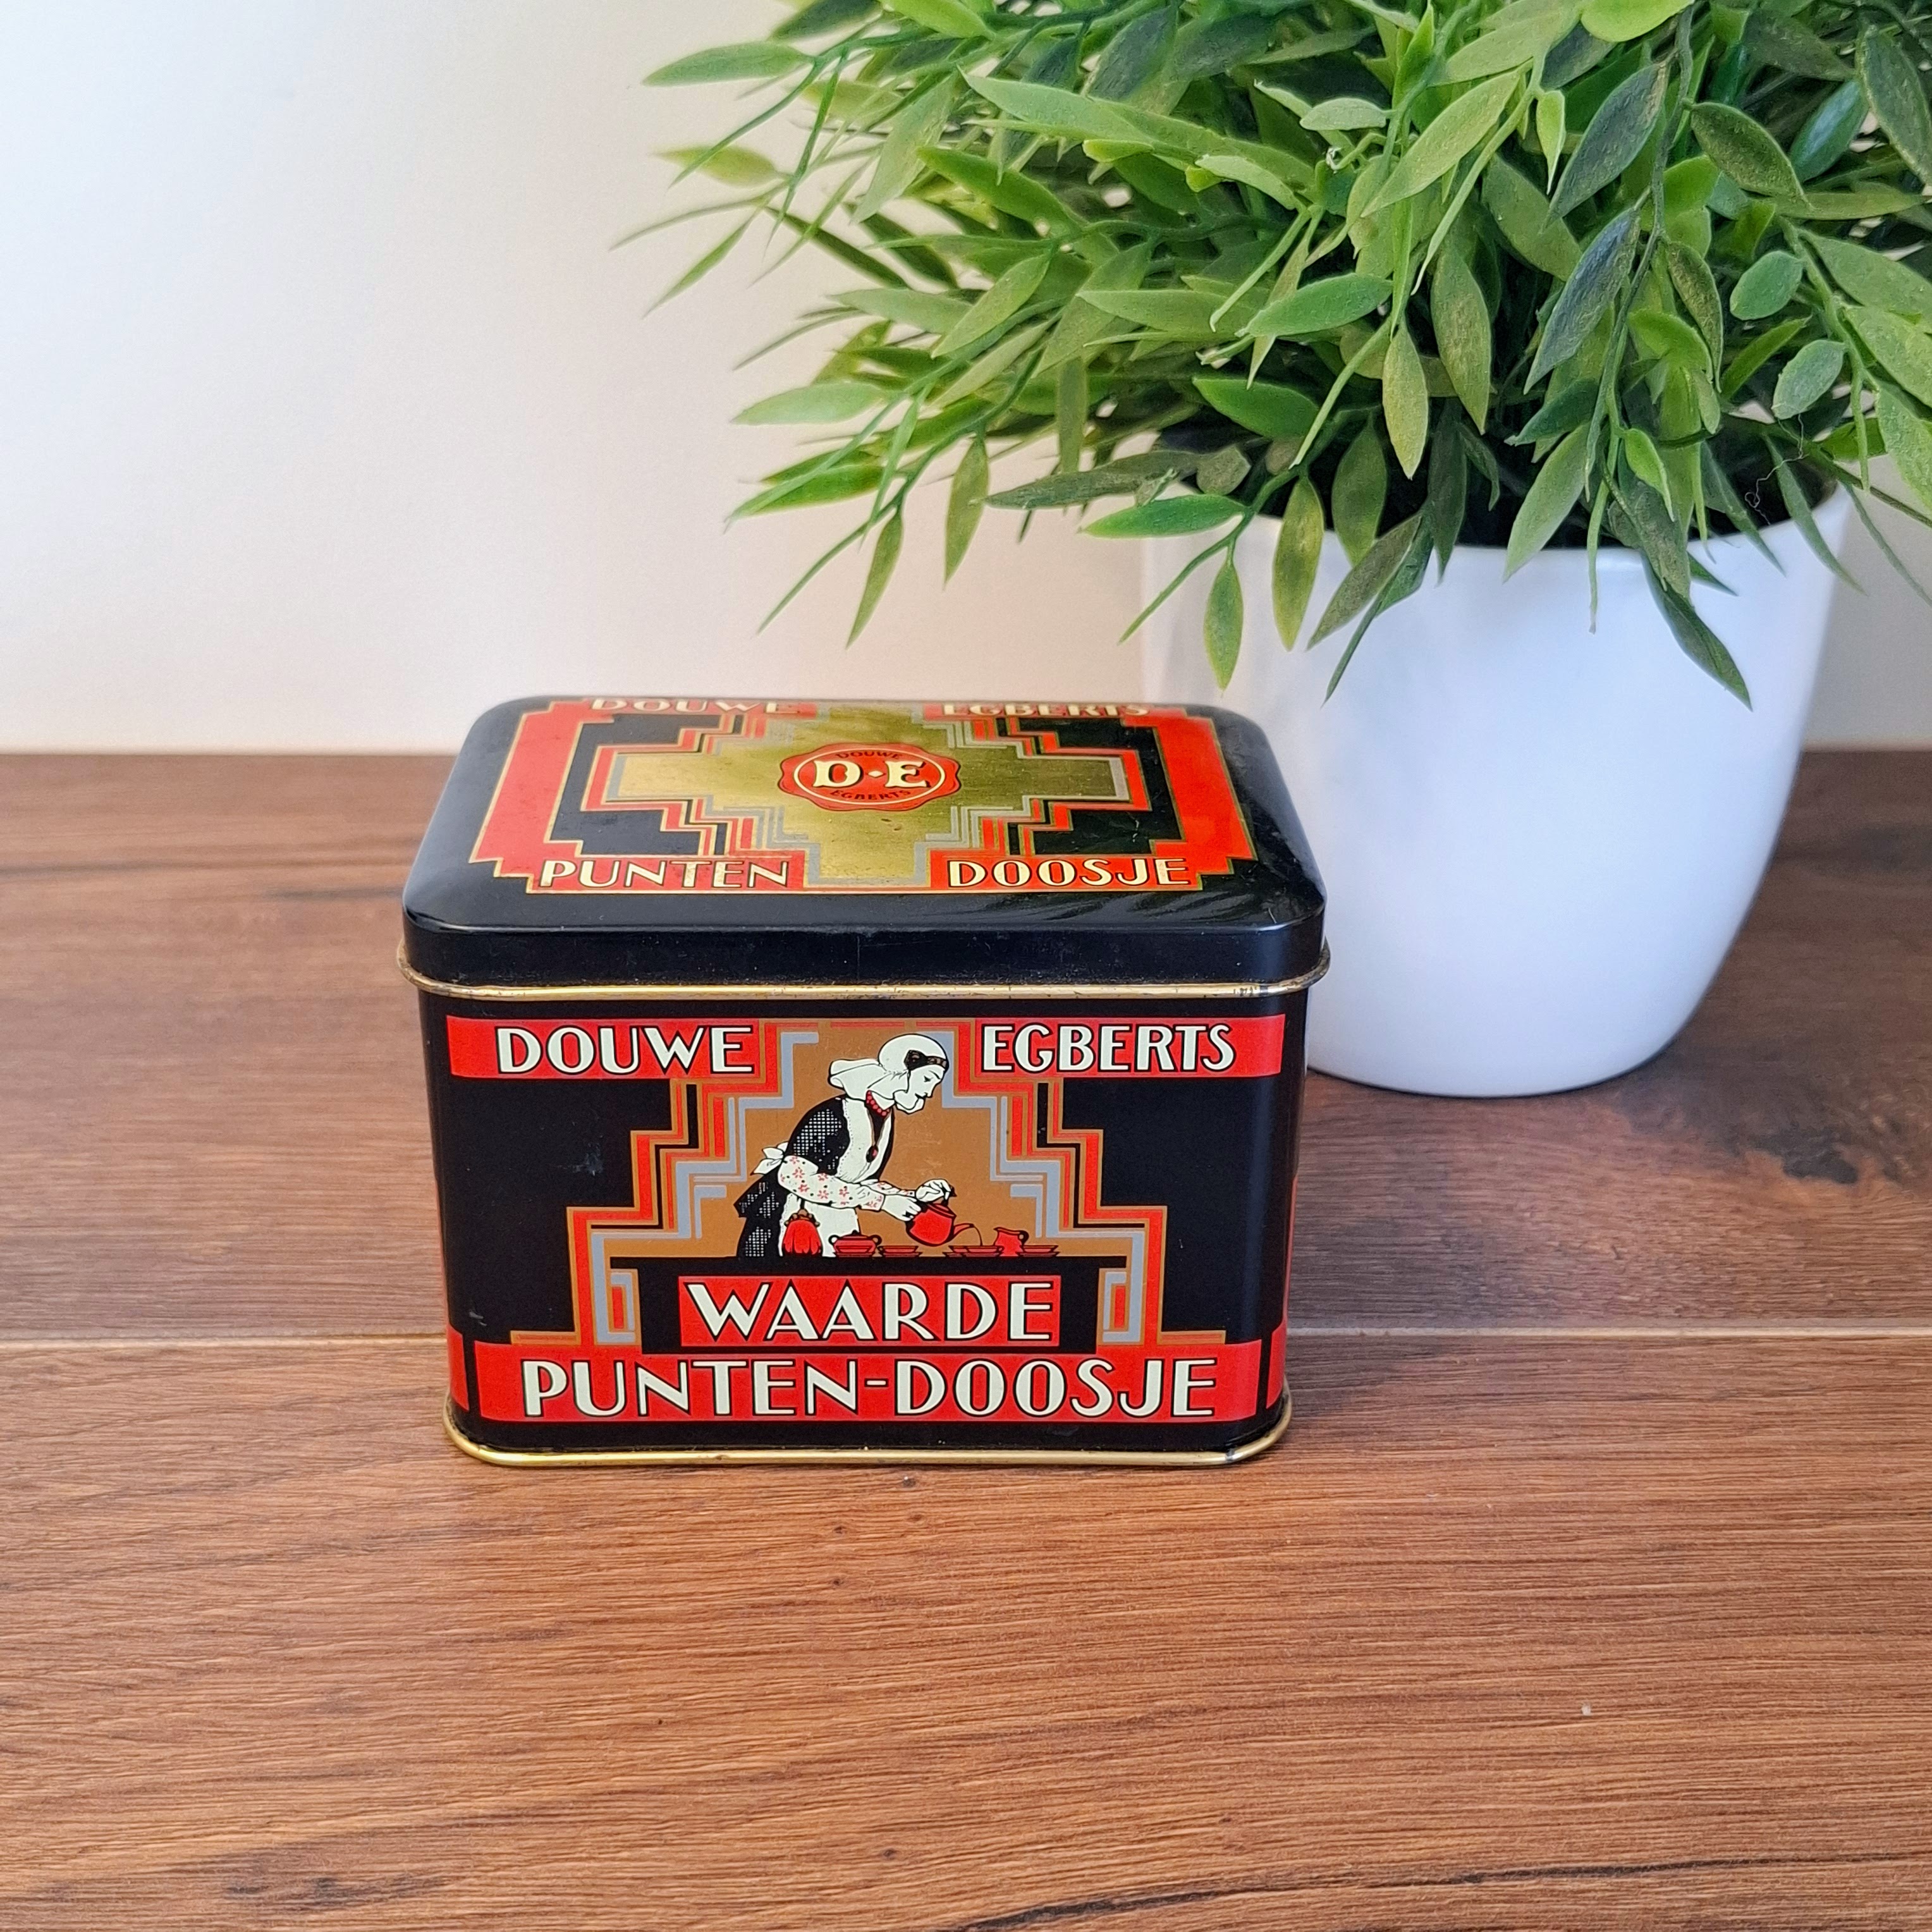 DOUWE EGBERTS
DOUWE
D·E
EGBERTS
PUNTEN DOOSJE
DOUWE EGBERTS
WAARDE
PUNTEN-DOOSJE